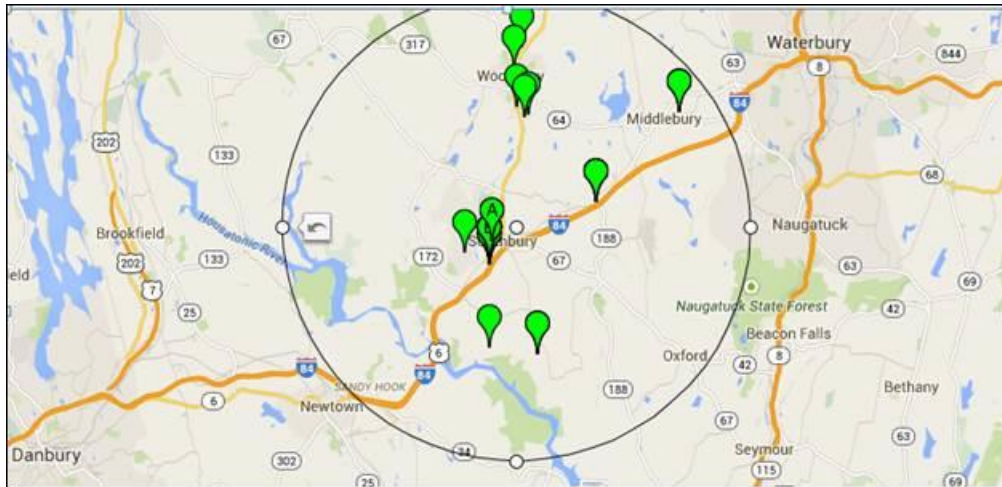 67
317
Waterbury
63
8
844
202
84
64
Middlebury
133
A
68
Brookfield
Housatonic River
84
188
Naugatuck
133
172
67
63
202
7
25
42
Naugatuck State Forest
Beacon Falls
6
Oxford
8
84
84
SANDY HOOK
42
Bethany
6
Newtown
188
67
63
Danbury
34
Seymour
302
25
115
67
69